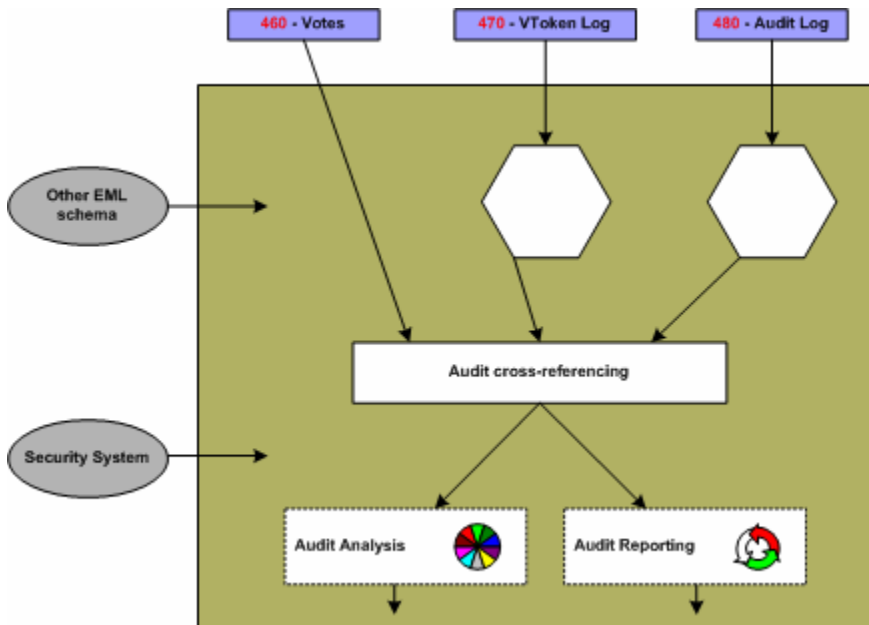 460 - Votes
470 - VToken Log
480 - Audit Log
Other EML
schema
Audit cross-referencing
Security System
Audit Analysis
Audit Reporting